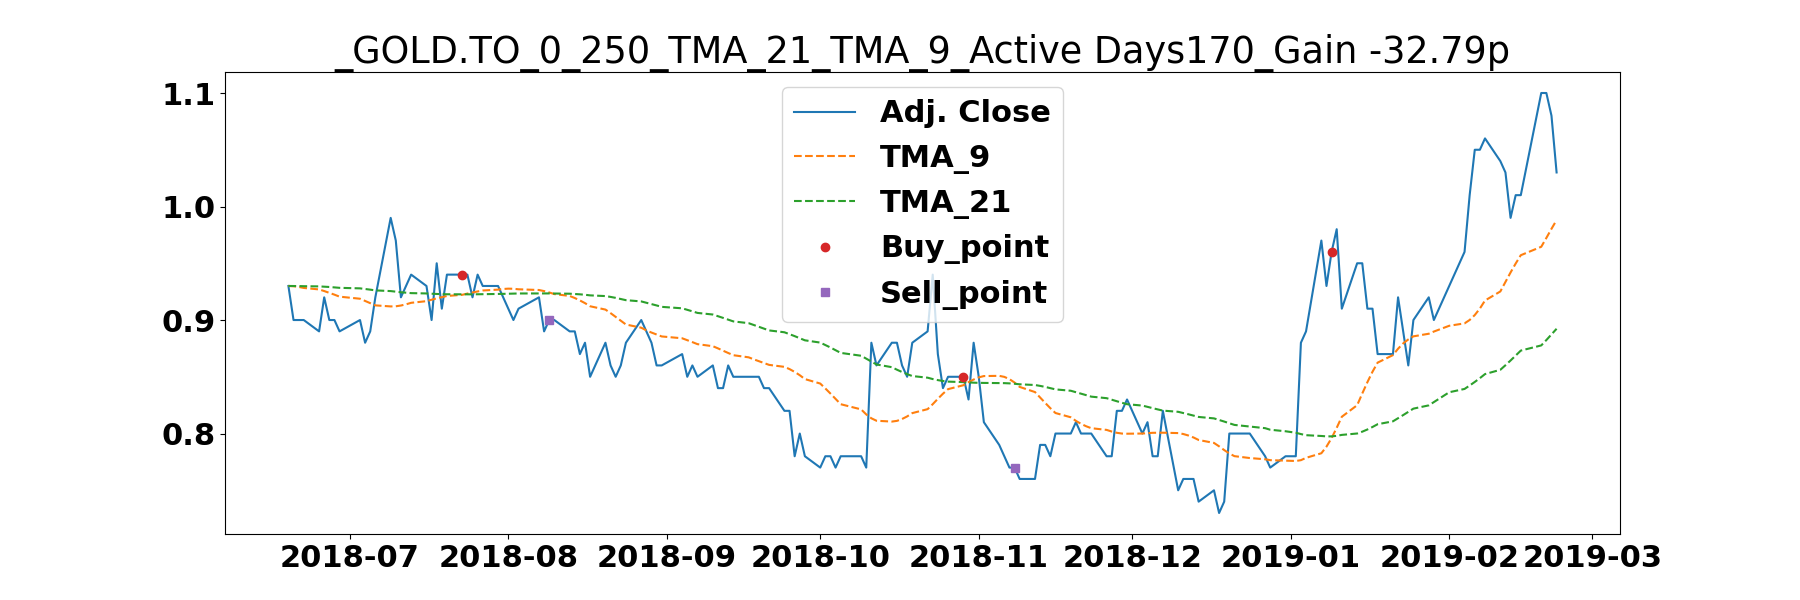 _GOLD.TO_0_250_TMA_21_TMA_9_Active Days170_Gain -32.79p
1.1
1.0
0.9
0.8
Adj. Close
TMA_9
TMA_21
Buy_point
Sell_point
2018-07 2018-08 2018-09 2018-10 2018-11 2018-12 2019-01 2019-02 2019-03